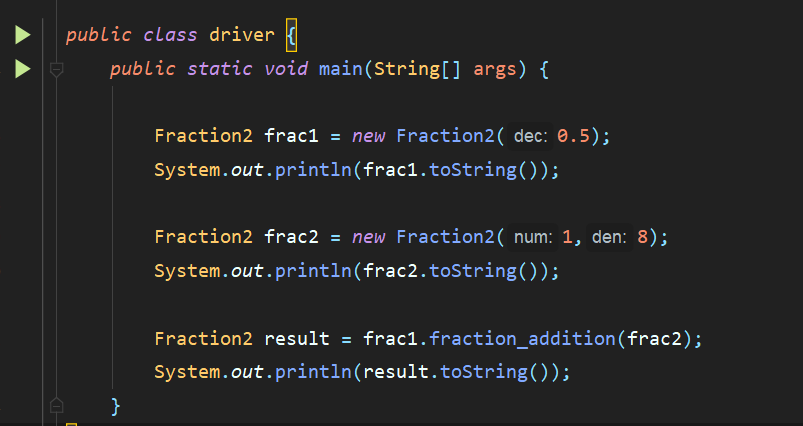 public class driver {
public static void main(String[] args) {
Fraction2 frac1 = new Fraction2( dec: 0.5);
System.out.println(frac1.toString());
Fraction2 frac2 = new Fraction2( num: 1, den: 8);
System.out.println(frac2.toString());
Fraction2 result = frac1.fraction_addition(frac2);
System.out.println(result.toString());
}